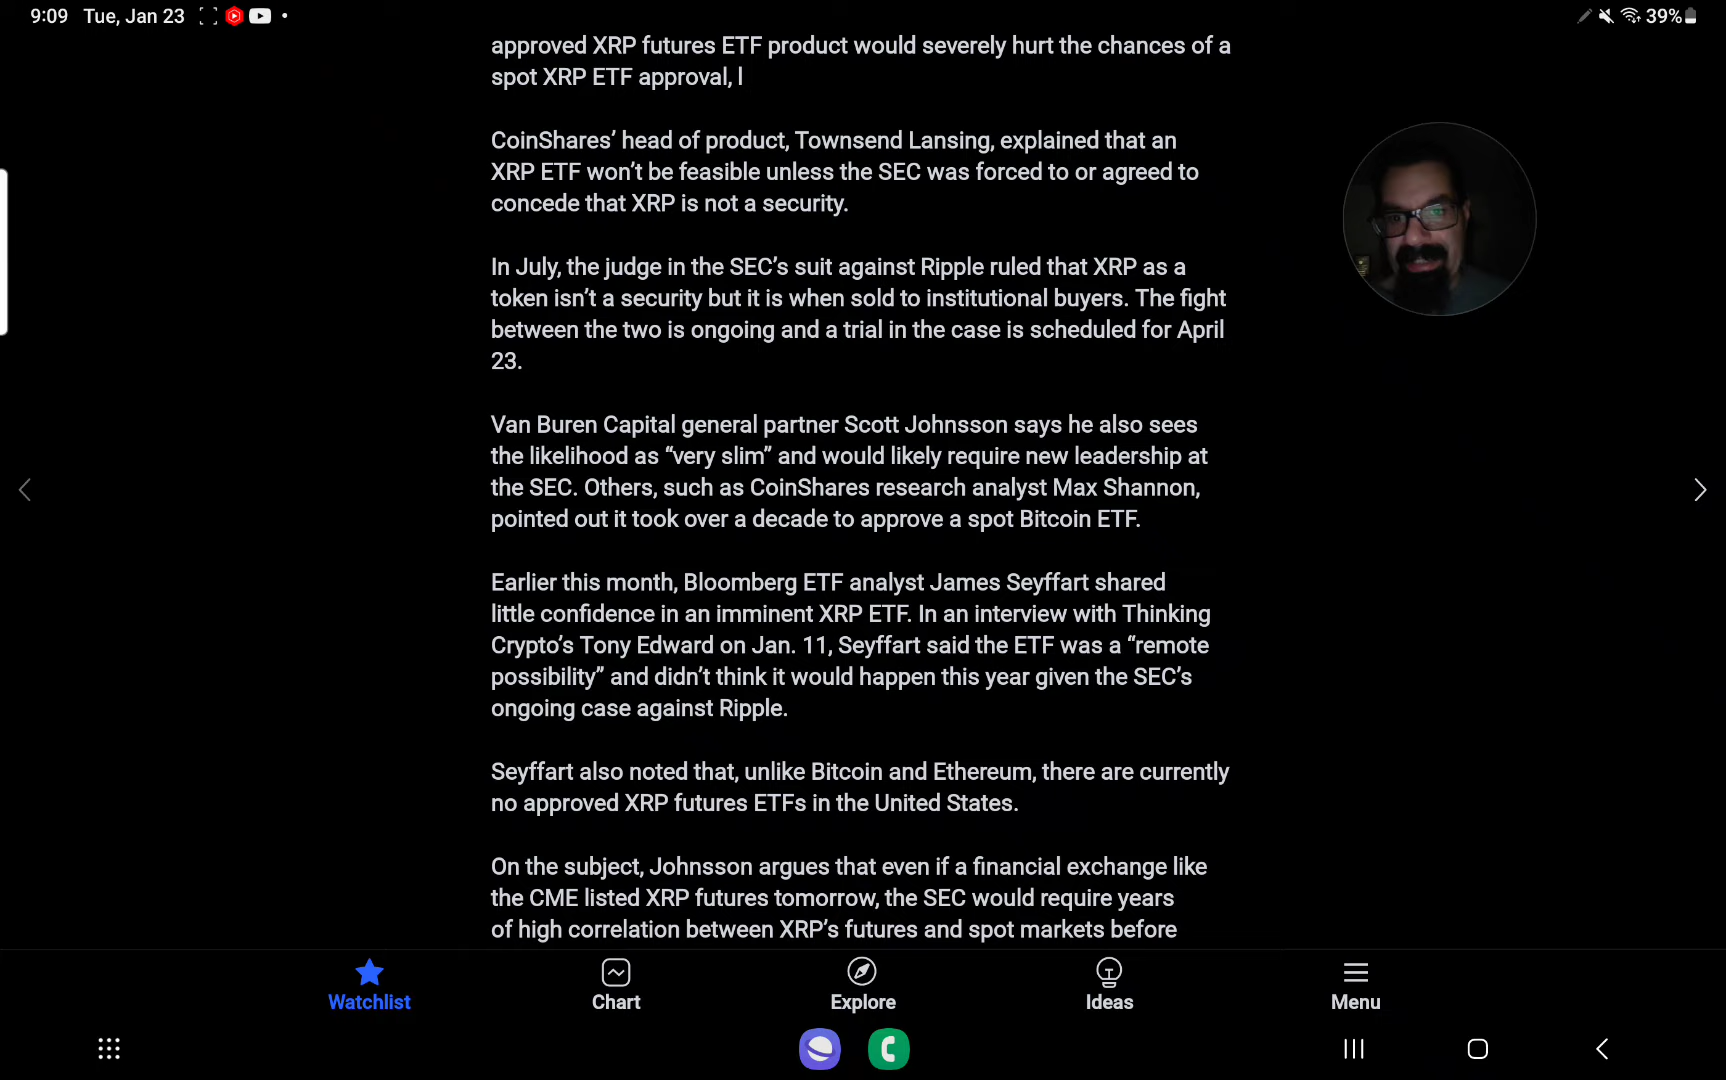 9:09 Tue, Jan 23
39%
approved XRP futures ETF product would severely hurt the chances of a
spot XRP ETF approval, l
CoinShares’ head of product, Townsend Lansing, explained that an
XRP ETF won’t be feasible unless the SEC was forced to or agreed to
concede that XRP is not a security.
In July, the judge in the SEC’s suit against Ripple ruled that XRP as a
token isn’t a security but it is when sold to institutional buyers. The fight
between the two is ongoing and a trial in the case is scheduled for April
23.
Van Buren Capital general partner Scott Johnsson says he also sees
the likelihood as “very slim” and would likely require new leadership at
the SEC. Others, such as CoinShares research analyst Max Shannon,
pointed out it took over a decade to approve a spot Bitcoin ETF.
Earlier this month, Bloomberg ETF analyst James Seyffart shared
little confidence in an imminent XRP ETF. In an interview with Thinking
Crypto’s Tony Edward on Jan. 11, Seyffart said the ETF was a “remote
possibility” and didn’t think it would happen this year given the SEC’s
ongoing case against Ripple.
Seyffart also noted that, unlike Bitcoin and Ethereum, there are currently
no approved XRP futures ETFs in the United States.
On the subject, Johnsson argues that even if a financial exchange like
the CME listed XRP futures tomorrow, the SEC would require years
of high correlation between XRP’s futures and spot markets before
Watchlist
Chart
Explore
Ideas
Menu